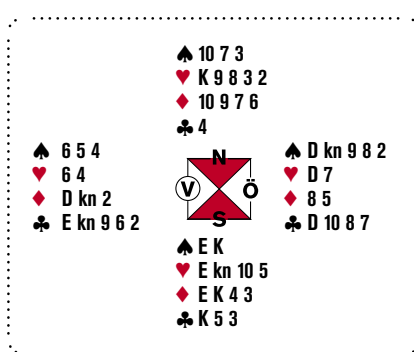 ♠ 10 7 3
♥ K 9 8 3 2
♦ 10 9 7 6
♣ 4
♠ 6 5 4
♥ 6 4
♦ D kn 2
♣ E kn 9 6 2
N
V Ö
S
♠ D kn 9 8 2
♥ D 7
♦ 8 5
♣ D 10 8 7
♠ E K
♥ E kn 10 5
♦ E K 4 3
♣ K 5 3